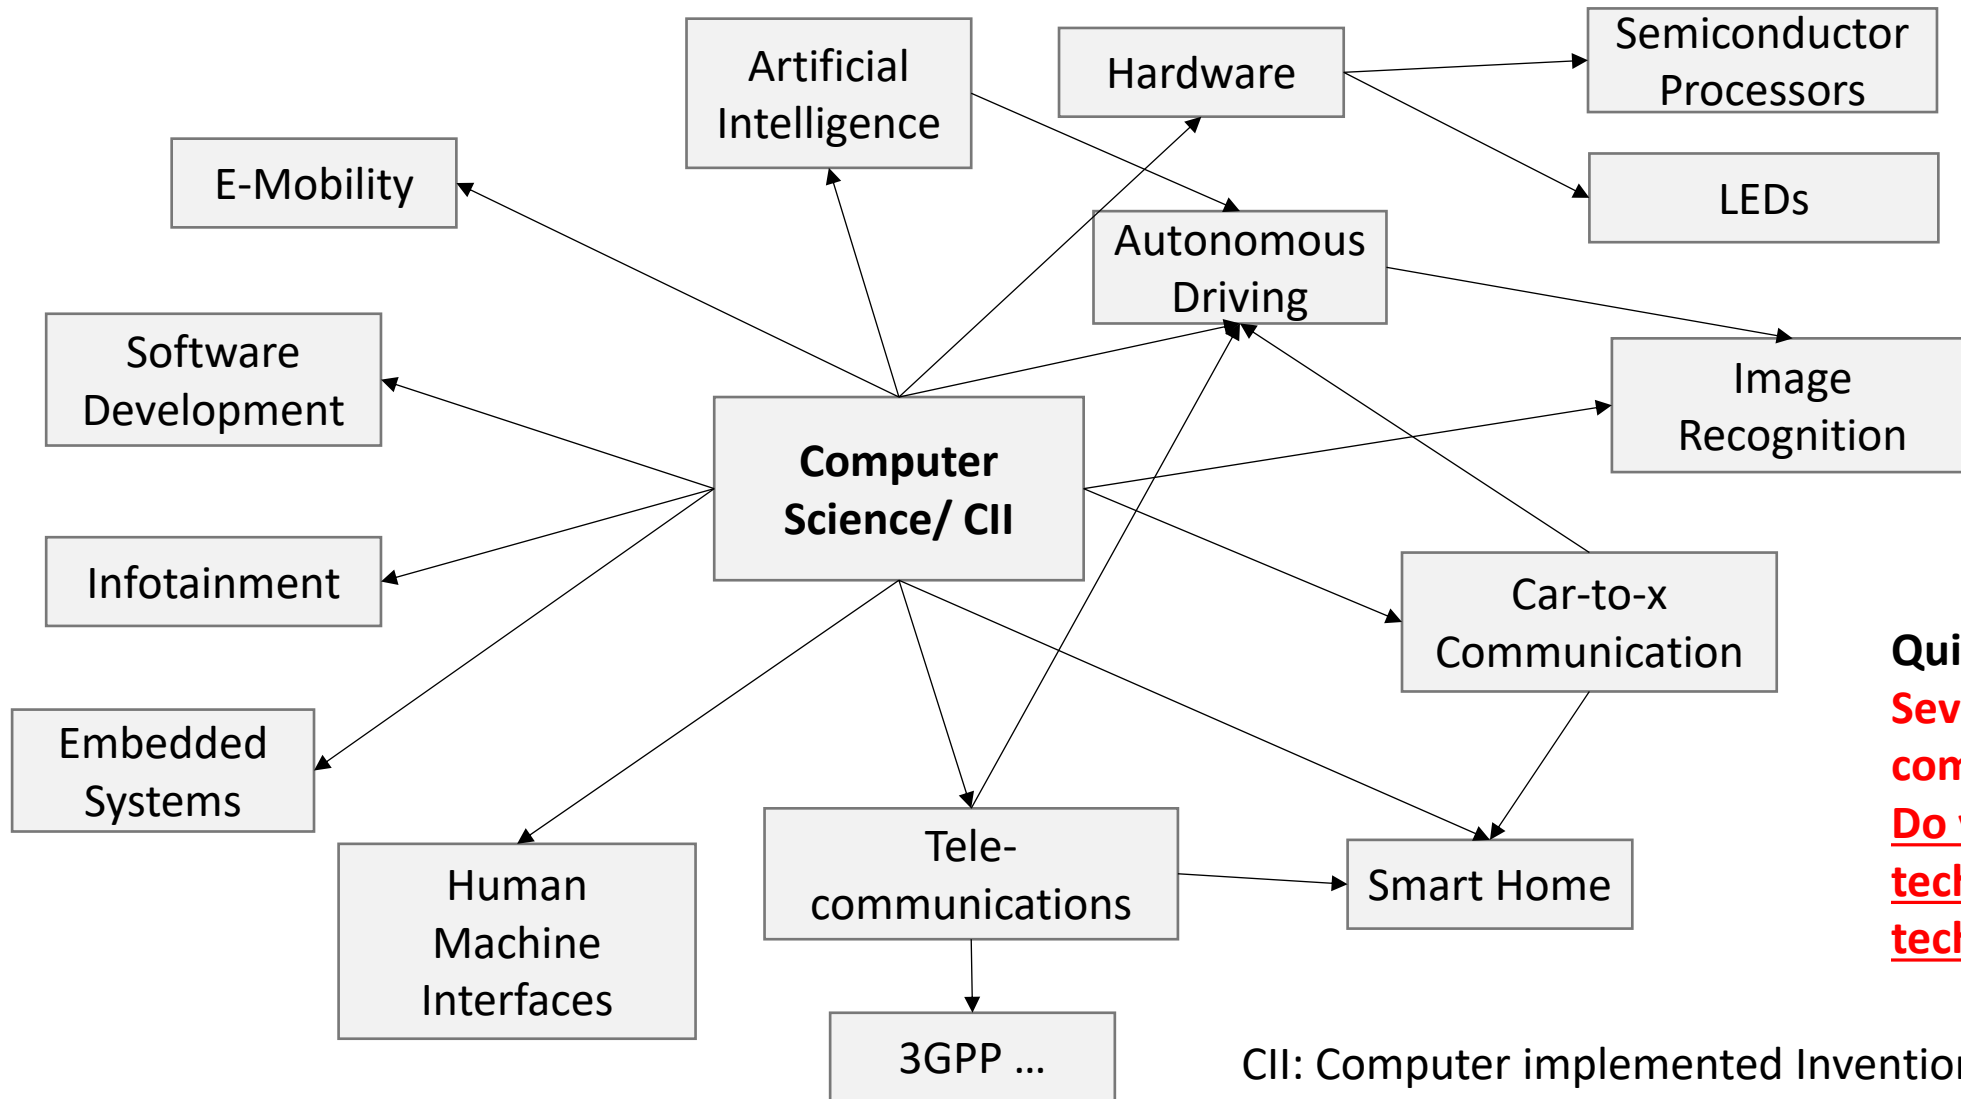 Artificial
Intelligence
Hardware
Semiconductor
Processors
E-Mobility
LEDs
Autonomous
Driving
Software
Development
Image
Recognition
Computer
Science/ CII
Infotainment
Car-to-x
Communication
Embedded
Systems
Tele-
communications
Smart Home
Human
Machine
Interfaces
3GPP ...
Do
CII: Computer implemented